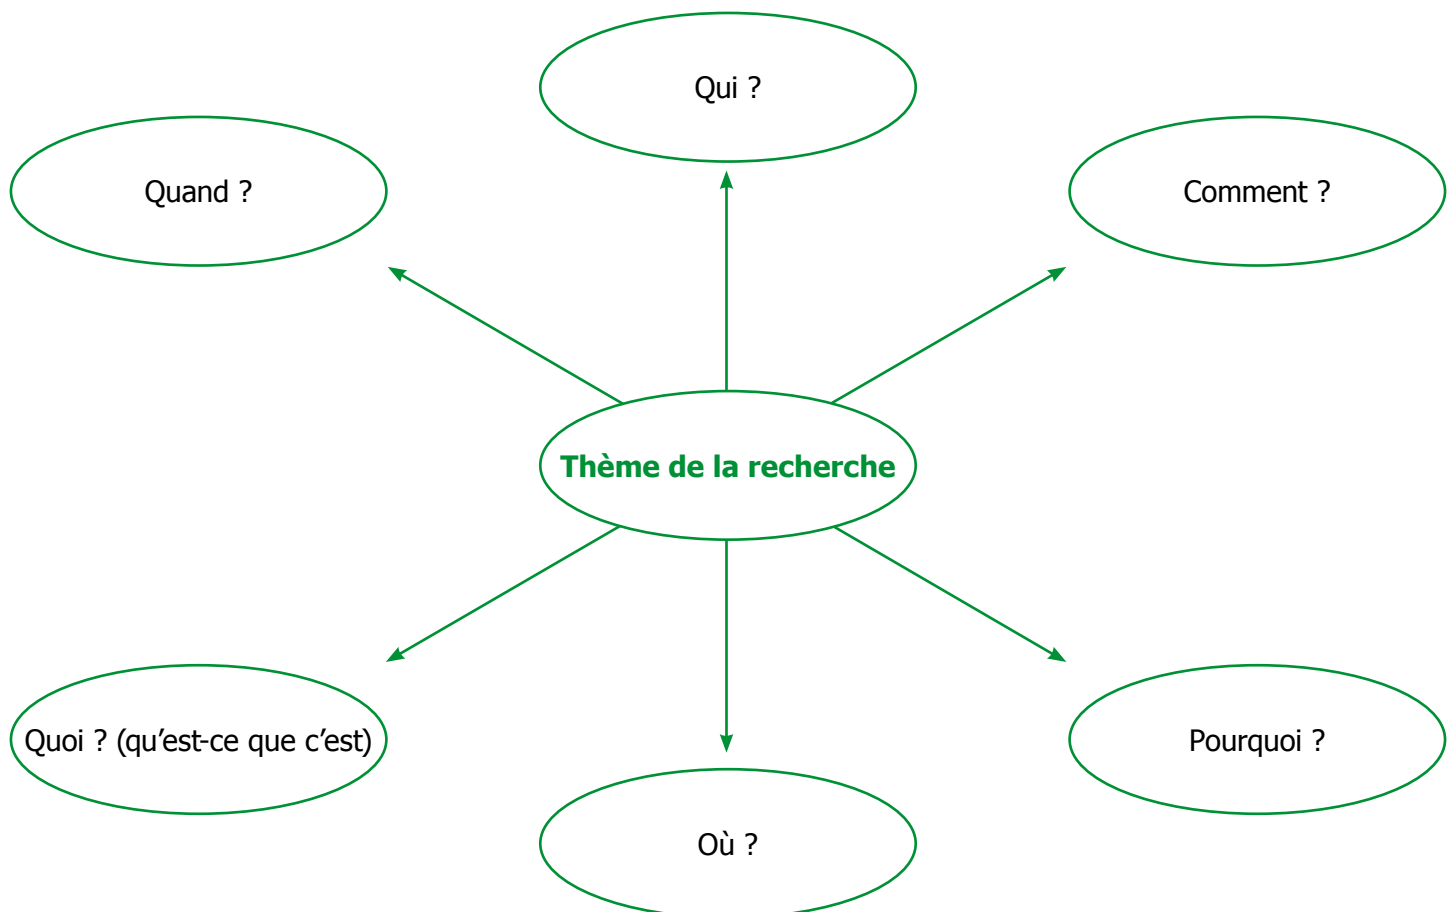 Qui ?
Quand ?
Comment ?
Thème de la recherche
Quoi ? (qu’est-ce que c’est)
Pourquoi ?
Où ?